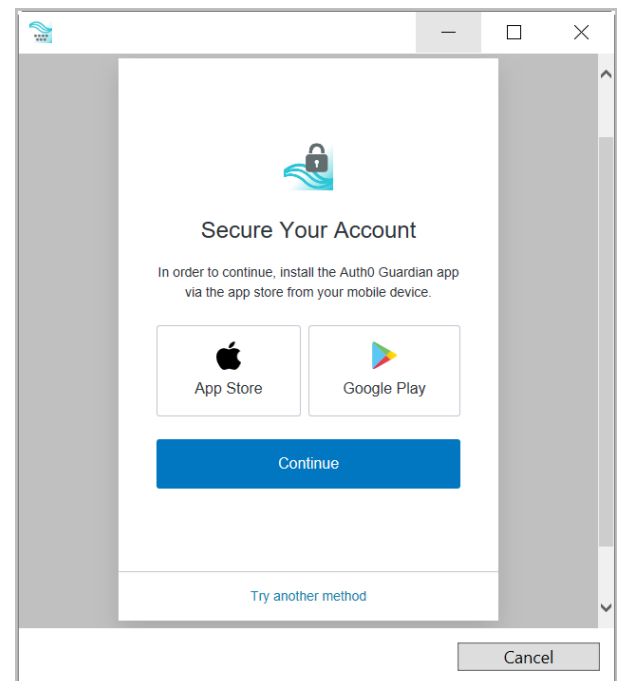 Secure Your Account
In order to continue, install the Auth0 Guardian app
via the app store from your mobile device.
App Store
Google Play
Continue
Try another method
Cancel